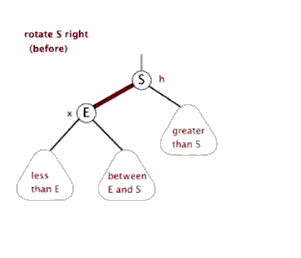 rotate S right
(before)
S h
x E
greater
than S
less
than E
between
E and S